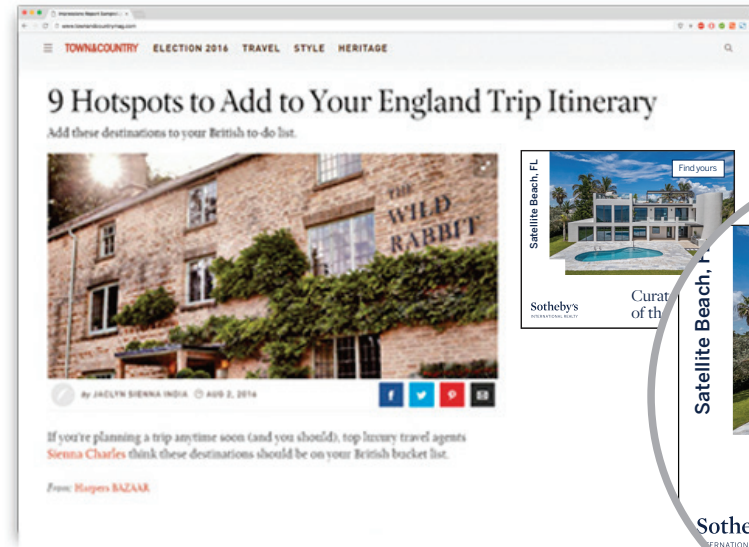 www.townandcountrymag.com
TOWN&COUNTRY ELECTION 2016 TRAVEL STYLE HERITAGE
9 Hotspots to Add to Your England Trip Itinerary
Add these destinations to your British to-do list.
THE
WILD
RABBIT
By JACLYN SIENNA INDIA AUG 2, 2016
If you're planning a trip anytime soon (and you should), top luxury travel agents
Sienna Charles think these destinations should be on your British bucket list.
From: Harpers BAZAAR
Satellite Beach, FL
Find yours
Sotheby's
INTERNATIONAL REALTY
Curat
of th
Satellite Beach, F
Sothe
ERNATION